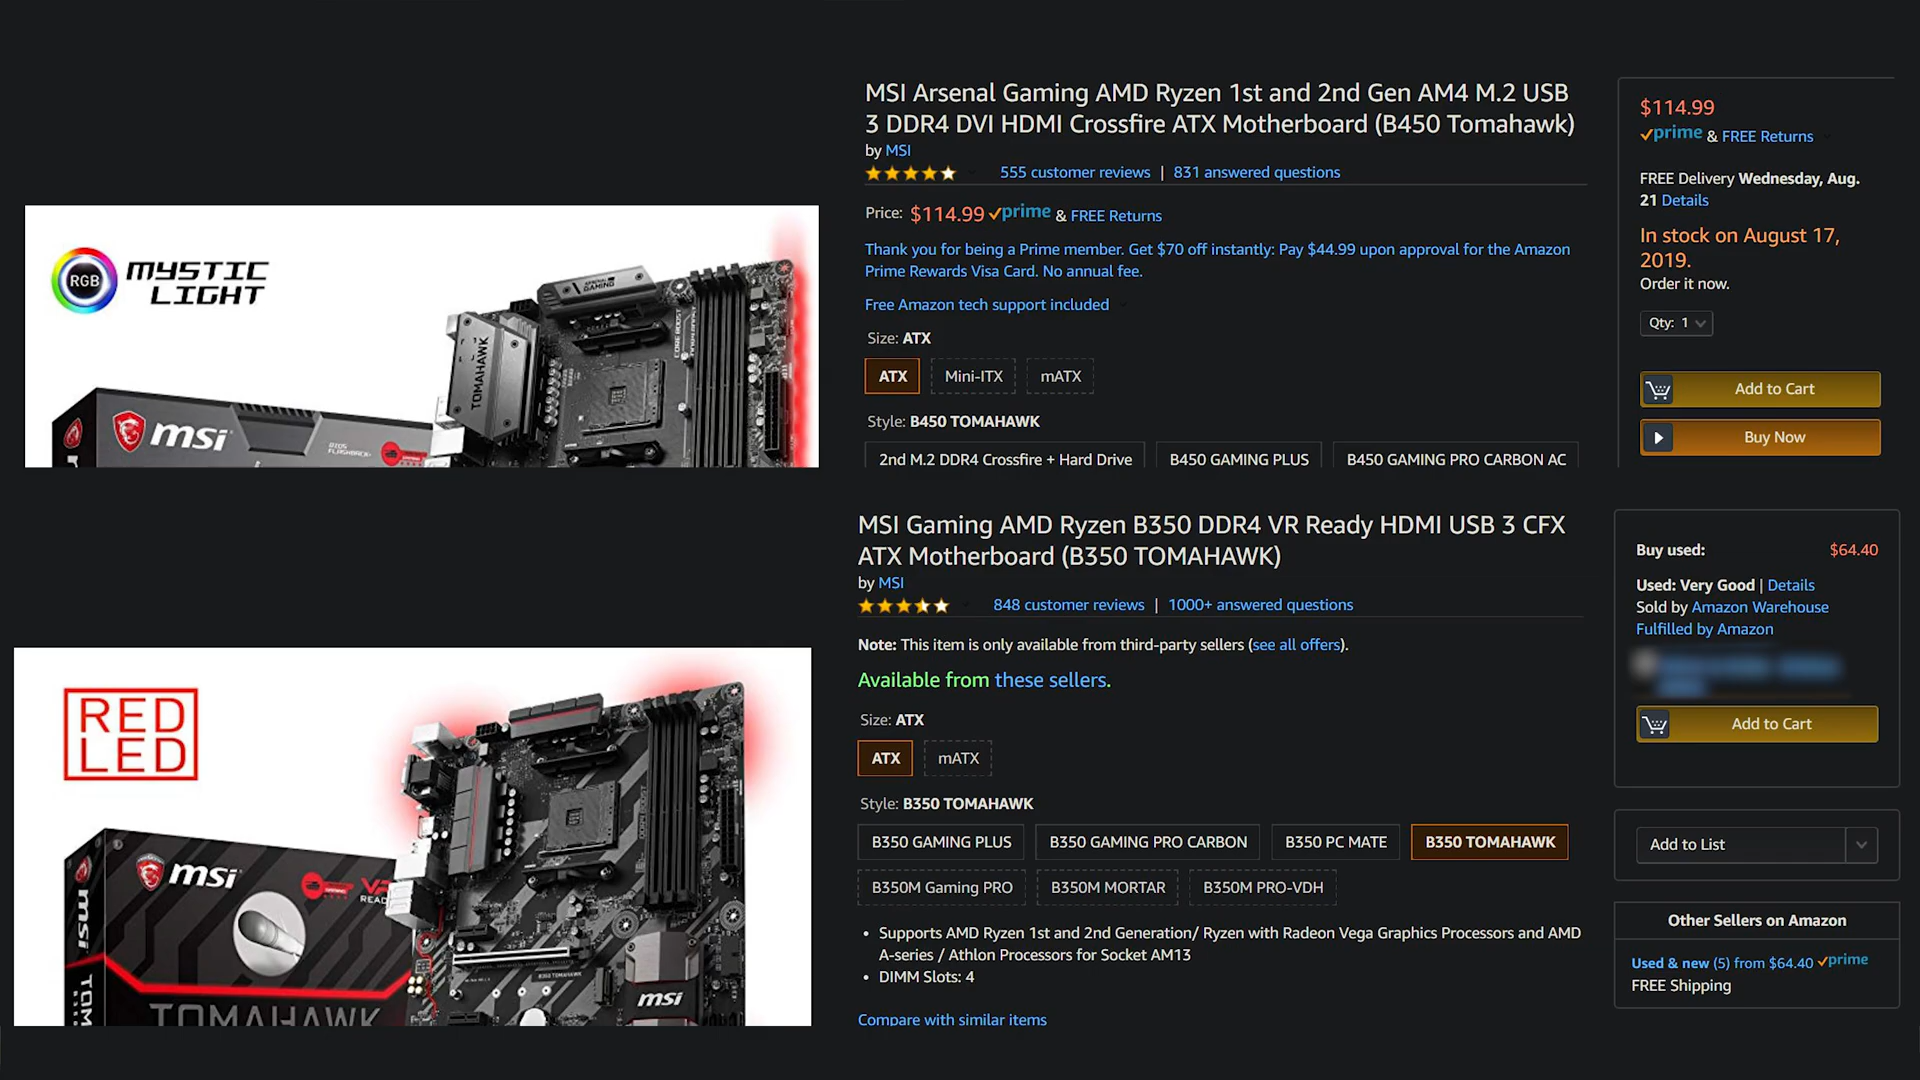 MSI Arsenal Gaming AMD Ryzen 1st and 2nd Gen AM4 M.2 USB
3 DDR4 DVI HDMI Crossfire ATX Motherboard (B450 Tomahawk)
by MSI
555 customer reviews | 831 answered questions
Price: $114.99 prime & FREE Returns
Thank you for being a Prime member. Get $70 off instantly: Pay $44.99 upon approval for the Amazon
Prime Rewards Visa Card. No annual fee.
Free Amazon tech support included
Size: ATX
ATX Mini-ITX mATX
Style: B450 TOMAHAWK
2nd M.2 DDR4 Crossfire + Hard Drive B450 GAMING PLUS B450 GAMING PRO CARBON AC
$114.99
prime & FREE Returns
FREE Delivery Wednesday, Aug.
21 Details
In stock on August 17,
2019.
Order it now.
Qty: 1
Add to Cart
Buy Now
RGB MYSTIC
LIGHT
ARSENAL
GAMING
TOMAHAWK
CORE BOOST
msi
BIOS
FLASHBACK+
MSI Gaming AMD Ryzen B350 DDR4 VR Ready HDMI USB 3 CFX
ATX Motherboard (B350 TOMAHAWK)
by MSI
848 customer reviews | 1000+ answered questions
Note: This item is only available from third-party sellers (see all offers).
Available from these sellers.
Size: ATX
ATX mATX
Style: B350 TOMAHAWK
B350 GAMING PLUS B350 GAMING PRO CARBON B350 PC MATE B350 TOMAHAWK
B350M Gaming PRO B350M MORTAR B350M PRO-VDH
• Supports AMD Ryzen 1st and 2nd Generation/ Ryzen with Radeon Vega Graphics Processors and AMD
A-series / Athlon Processors for Socket AM13
• DIMM Slots: 4
Compare with similar items
Buy used: $64.40
Used: Very Good | Details
Sold by Amazon Warehouse
Fulfilled by Amazon
Add to Cart
Add to List
Other Sellers on Amazon
Used & new (5) from $64.40 prime
FREE Shipping
RED
LED
msi
VR
READY
msi
TOMAHAWK
B350 TOMAHAWK
msi